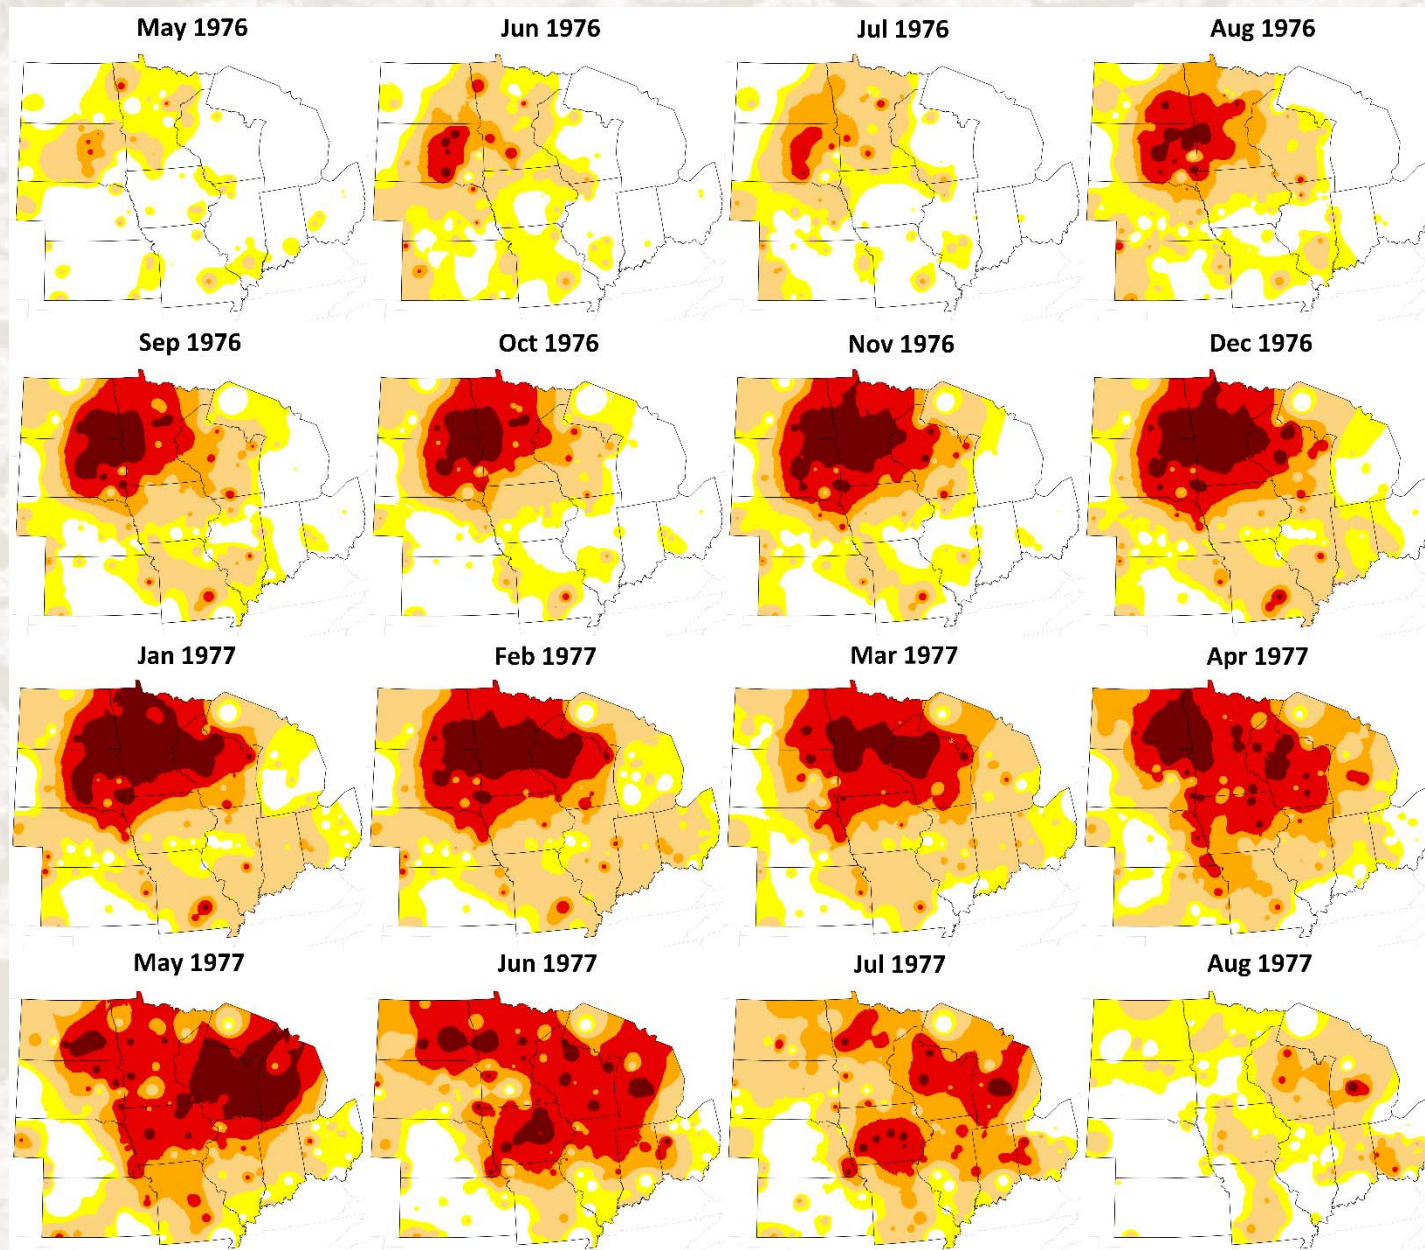 May 1976
Jun 1976
Jul 1976
Aug 1976
Sep 1976
Oct 1976
Nov 1976
Dec 1976
Jan 1977
Feb 1977
Mar 1977
Apr 1977
May 1977
Jun 1977
Jul 1977
Aug 1977